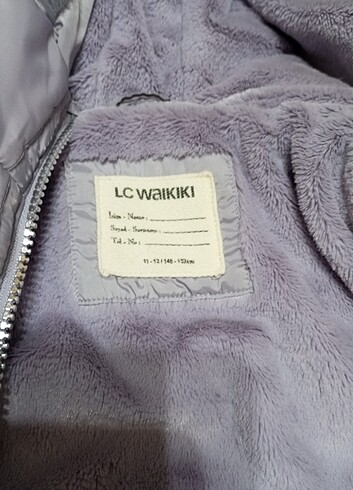 LC WAIKIKI
İsim - Name : 
Soyad - Surname : 
Tel - No : 
11 - 12 / 146 - 152cm